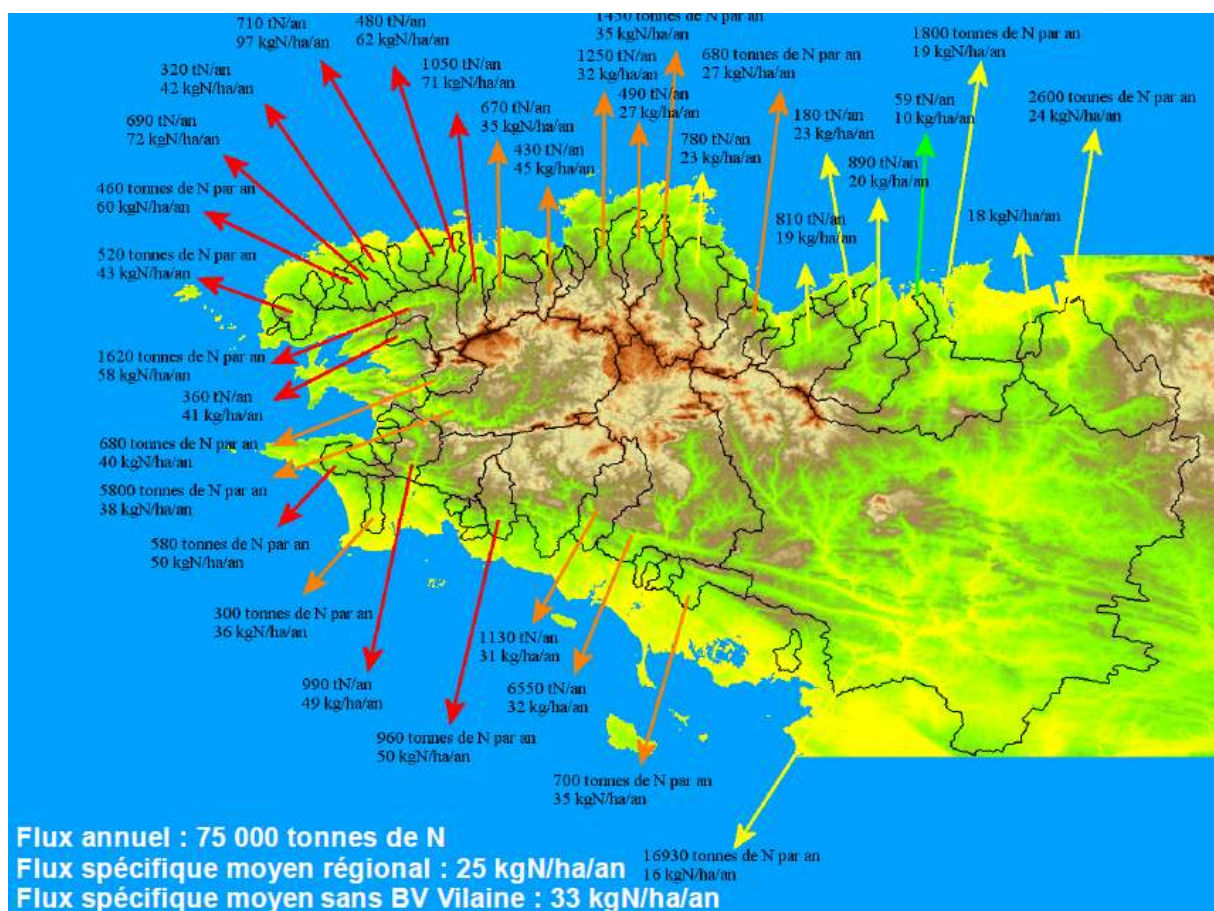 710 tN/an
97 kgN/ha/an
480 tN/an
62 kgN/ha/an
1450 tonnes de N par an
35 kgN/ha/an
1800 tonnes de N par an
19 kgN/ha/an
320 tN/an
42 kgN/ha/an
1050 tN/an
71 kgN/ha/an
1250 tN/an
32 kg/ha/an
680 tonnes de N par an
27 kgN/ha/an
690 tN/an
72 kgN/ha/an
670 tN/an
35 kgN/ha/an
490 tN/an
27 kg/ha/an
180 tN/an
23 kg/ha/an
59 tN/an
10 kg/ha/an
2600 tonnes de N par an
24 kgN/ha/an
430 tN/an
45 kg/ha/an
780 tN/an
23 kg/ha/an
890 tN/an
20 kg/ha/an
460 tonnes de N par an
60 kgN/ha/an
810 tN/an
19 kg/ha/an
18 kgN/ha/an
520 tonnes de N par an
43 kgN/ha/an
1620 tonnes de N par an
58 kgN/ha/an
360 tN/an
41 kg/ha/an
680 tonnes de N par an
40 kgN/ha/an
5800 tonnes de N par an
38 kgN/ha/an
580 tonnes de N par an
50 kgN/ha/an
300 tonnes de N par an
36 kgN/ha/an
1130 tN/an
31 kg/ha/an
990 tN/an
49 kg/ha/an
6550 tN/an
32 kg/ha/an
960 tonnes de N par an
50 kgN/ha/an
700 tonnes de N par an
35 kgN/ha/an
16930 tonnes de N par an
16 kgN/ha/an
Flux annuel : 75 000 tonnes de N
Flux spécifique moyen régional : 25 kgN/ha/an
Flux spécifique moyen sans BV Vilaine : 33 kgN/ha/an